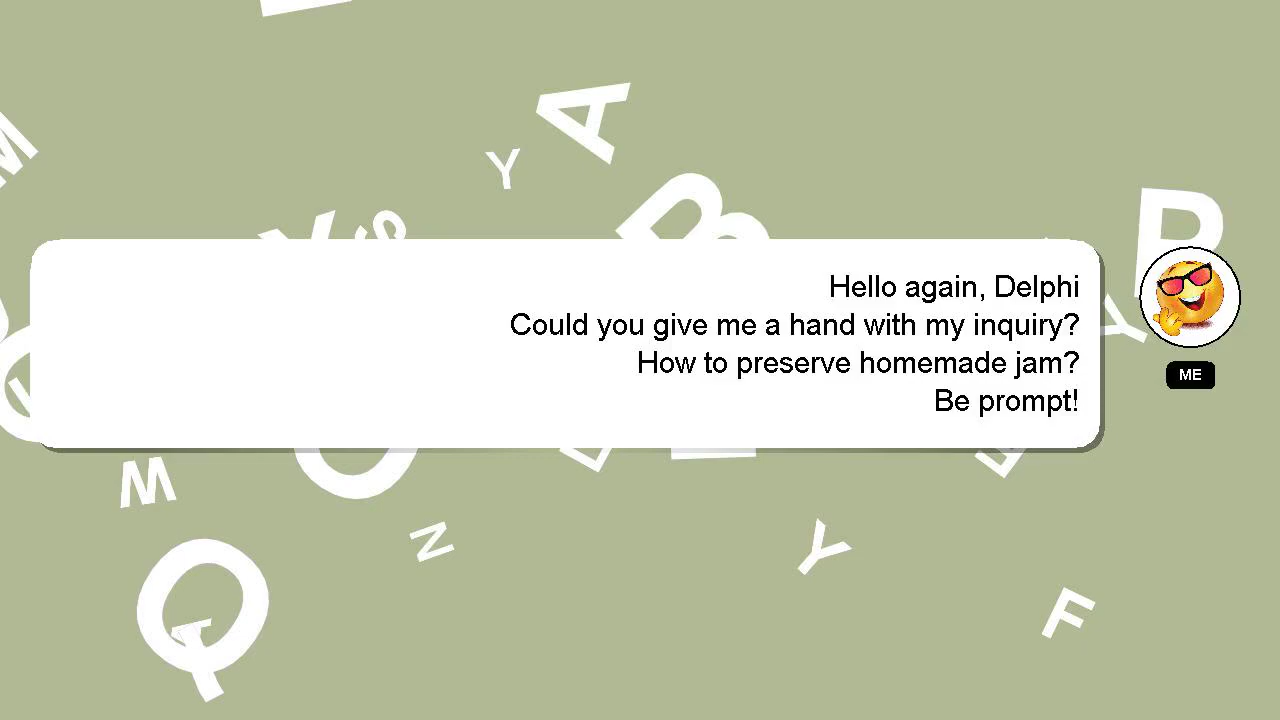 Hello again, Delphi
Could you give me a hand with my inquiry?
How to preserve homemade jam?
Be prompt!
ME
M
A
Y
B
S
R
Y
W
Q
T
N
Y
F